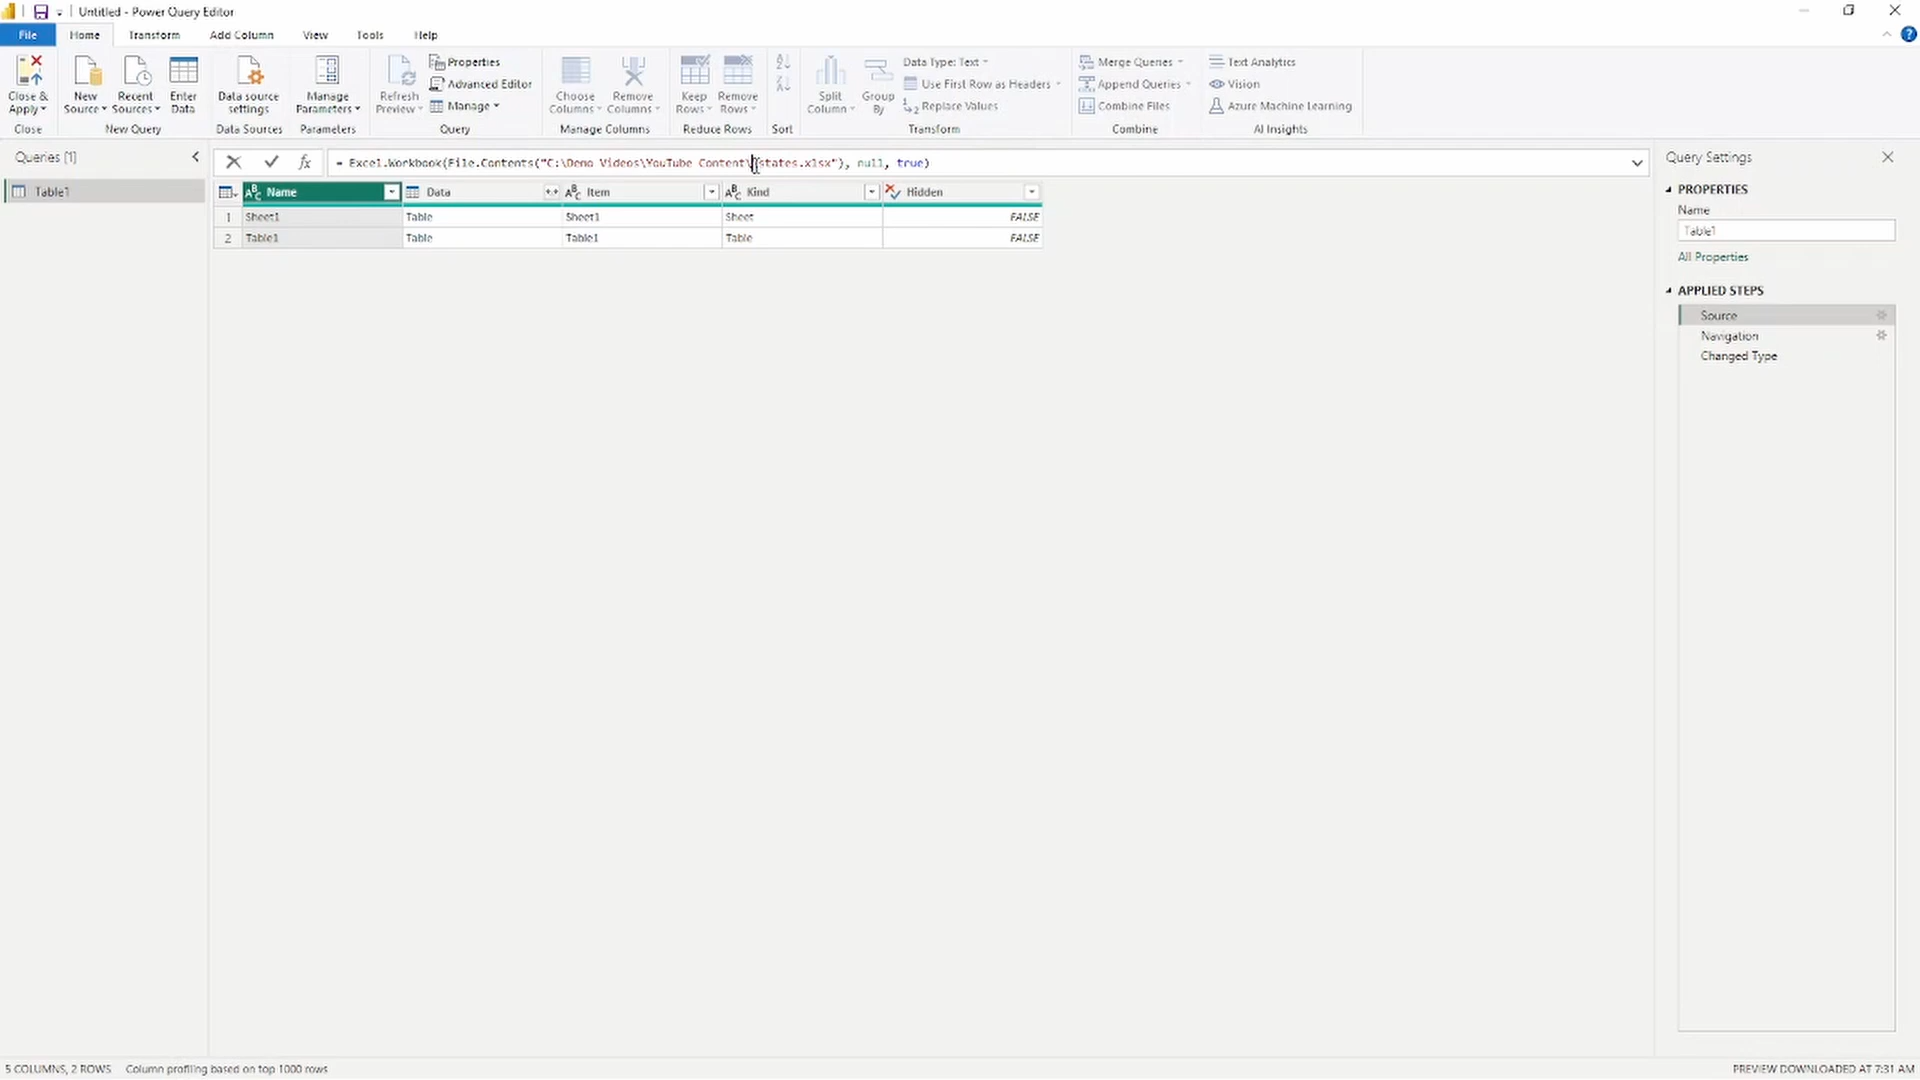 Untitled - Power Query Editor
File Home Transform Add Column View Tools Help
Close & Apply
New Source
Recent Sources
Enter Data
Data source settings
Manage Parameters
Refresh Preview
Properties
Advanced Editor
Manage
Choose Columns
Remove Columns
Keep Rows
Remove Rows
Split Column
Group By
Data Type: Text
Use First Row as Headers
Replace Values
Merge Queries
Append Queries
Combine Files
Text Analytics
Vision
Azure Machine Learning
Close New Query Data Sources Parameters Query Manage Columns Reduce Rows Sort Transform Combine AI Insights
Queries [1]
Table1
fx = Excel.Workbook(File.Contents("C:\Demo Videos\YouTube Content\states.xlsx"), null, true)
Name Data Item Kind Hidden
1 Sheet1 Table Sheet1 Sheet FALSE
2 Table1 Table Table1 Table FALSE
Query Settings
PROPERTIES
Name
Table1
All Properties
APPLIED STEPS
Source
Navigation
Changed Type
5 COLUMNS, 2 ROWS Column profiling based on top 1000 rows
PREVIEW DOWNLOADED AT 7:31 AM